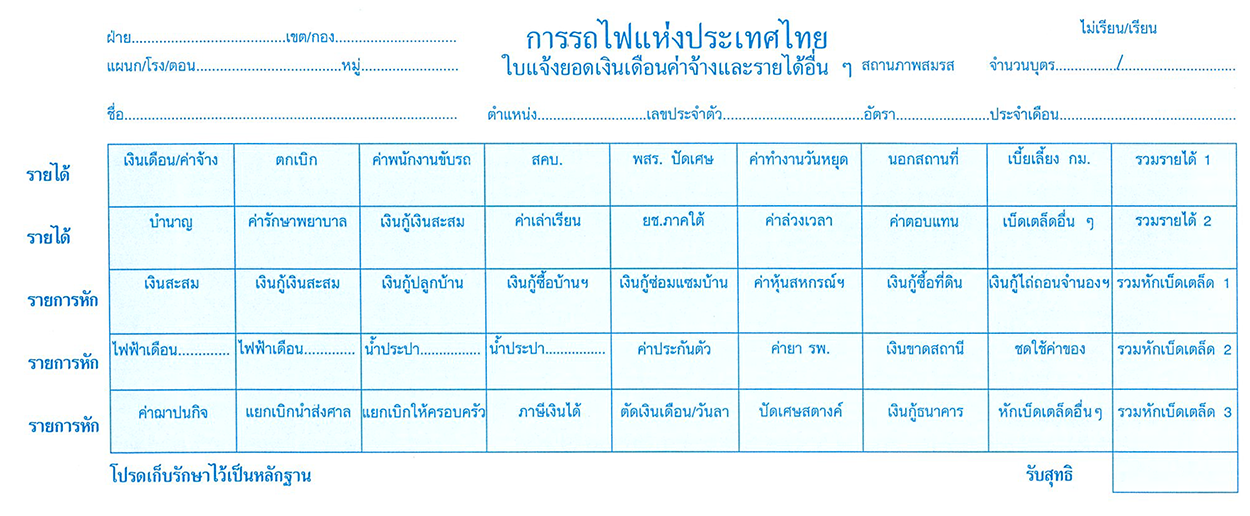 ไม่เรียน/เรียน
ฝ่าย......................................เขต/กอง..............................
การรถไฟแห่งประเทศไทย
แผนก/โรง/ตอน....................................หมู่........................
ใบแจ้งยอดเงินเดือนค่าจ้างและรายได้อื่น ๆ สถานภาพสมรส จำนวนบุตร.............../............................
ชื่อ................................................................................... ตำแหน่ง...........................เลขประจำตัว...................................อัตรา.......................ประจำเดือน............................................
รายได้ เงินเดือน/ค่าจ้าง ตกเบิก ค่าพนักงานขับรถ สคบ. พสร. ปัดเศษ ค่าทำงานวันหยุด นอกสถานที่ เบี้ยเลี้ยง กม. รวมรายได้ 1
รายได้ บำนาญ ค่ารักษาพยาบาล เงินกู้เงินสะสม ค่าเล่าเรียน ยช.ภาคใต้ ค่าล่วงเวลา ค่าตอบแทน เบ็ดเตล็ดอื่น ๆ รวมรายได้ 2
รายการหัก เงินสะสม เงินกู้เงินสะสม เงินกู้ปลูกบ้าน เงินกู้ซื้อบ้านฯ เงินกู้ซ่อมแซมบ้าน ค่าหุ้นสหกรณ์ฯ เงินกู้ซื้อที่ดิน เงินกู้ไถ่ถอนจำนองฯ รวมหักเบ็ดเตล็ด 1
รายการหัก ไฟฟ้าเดือน............. ไฟฟ้าเดือน............. น้ำประปา............... น้ำประปา............... ค่าประกันตัว ค่ายา รพ. เงินขาดสถานี ชดใช้ค่าของ รวมหักเบ็ดเตล็ด 2
รายการหัก ค่าฌาปนกิจ แยกเบิกนำส่งศาล แยกเบิกให้ครอบครัว ภาษีเงินได้ ตัดเงินเดือน/วันลา ปัดเศษสตางค์ เงินกู้ธนาคาร หักเบ็ดเตล็ดอื่นๆ รวมหักเบ็ดเตล็ด 3
โปรดเก็บรักษาไว้เป็นหลักฐาน รับสุทธิ